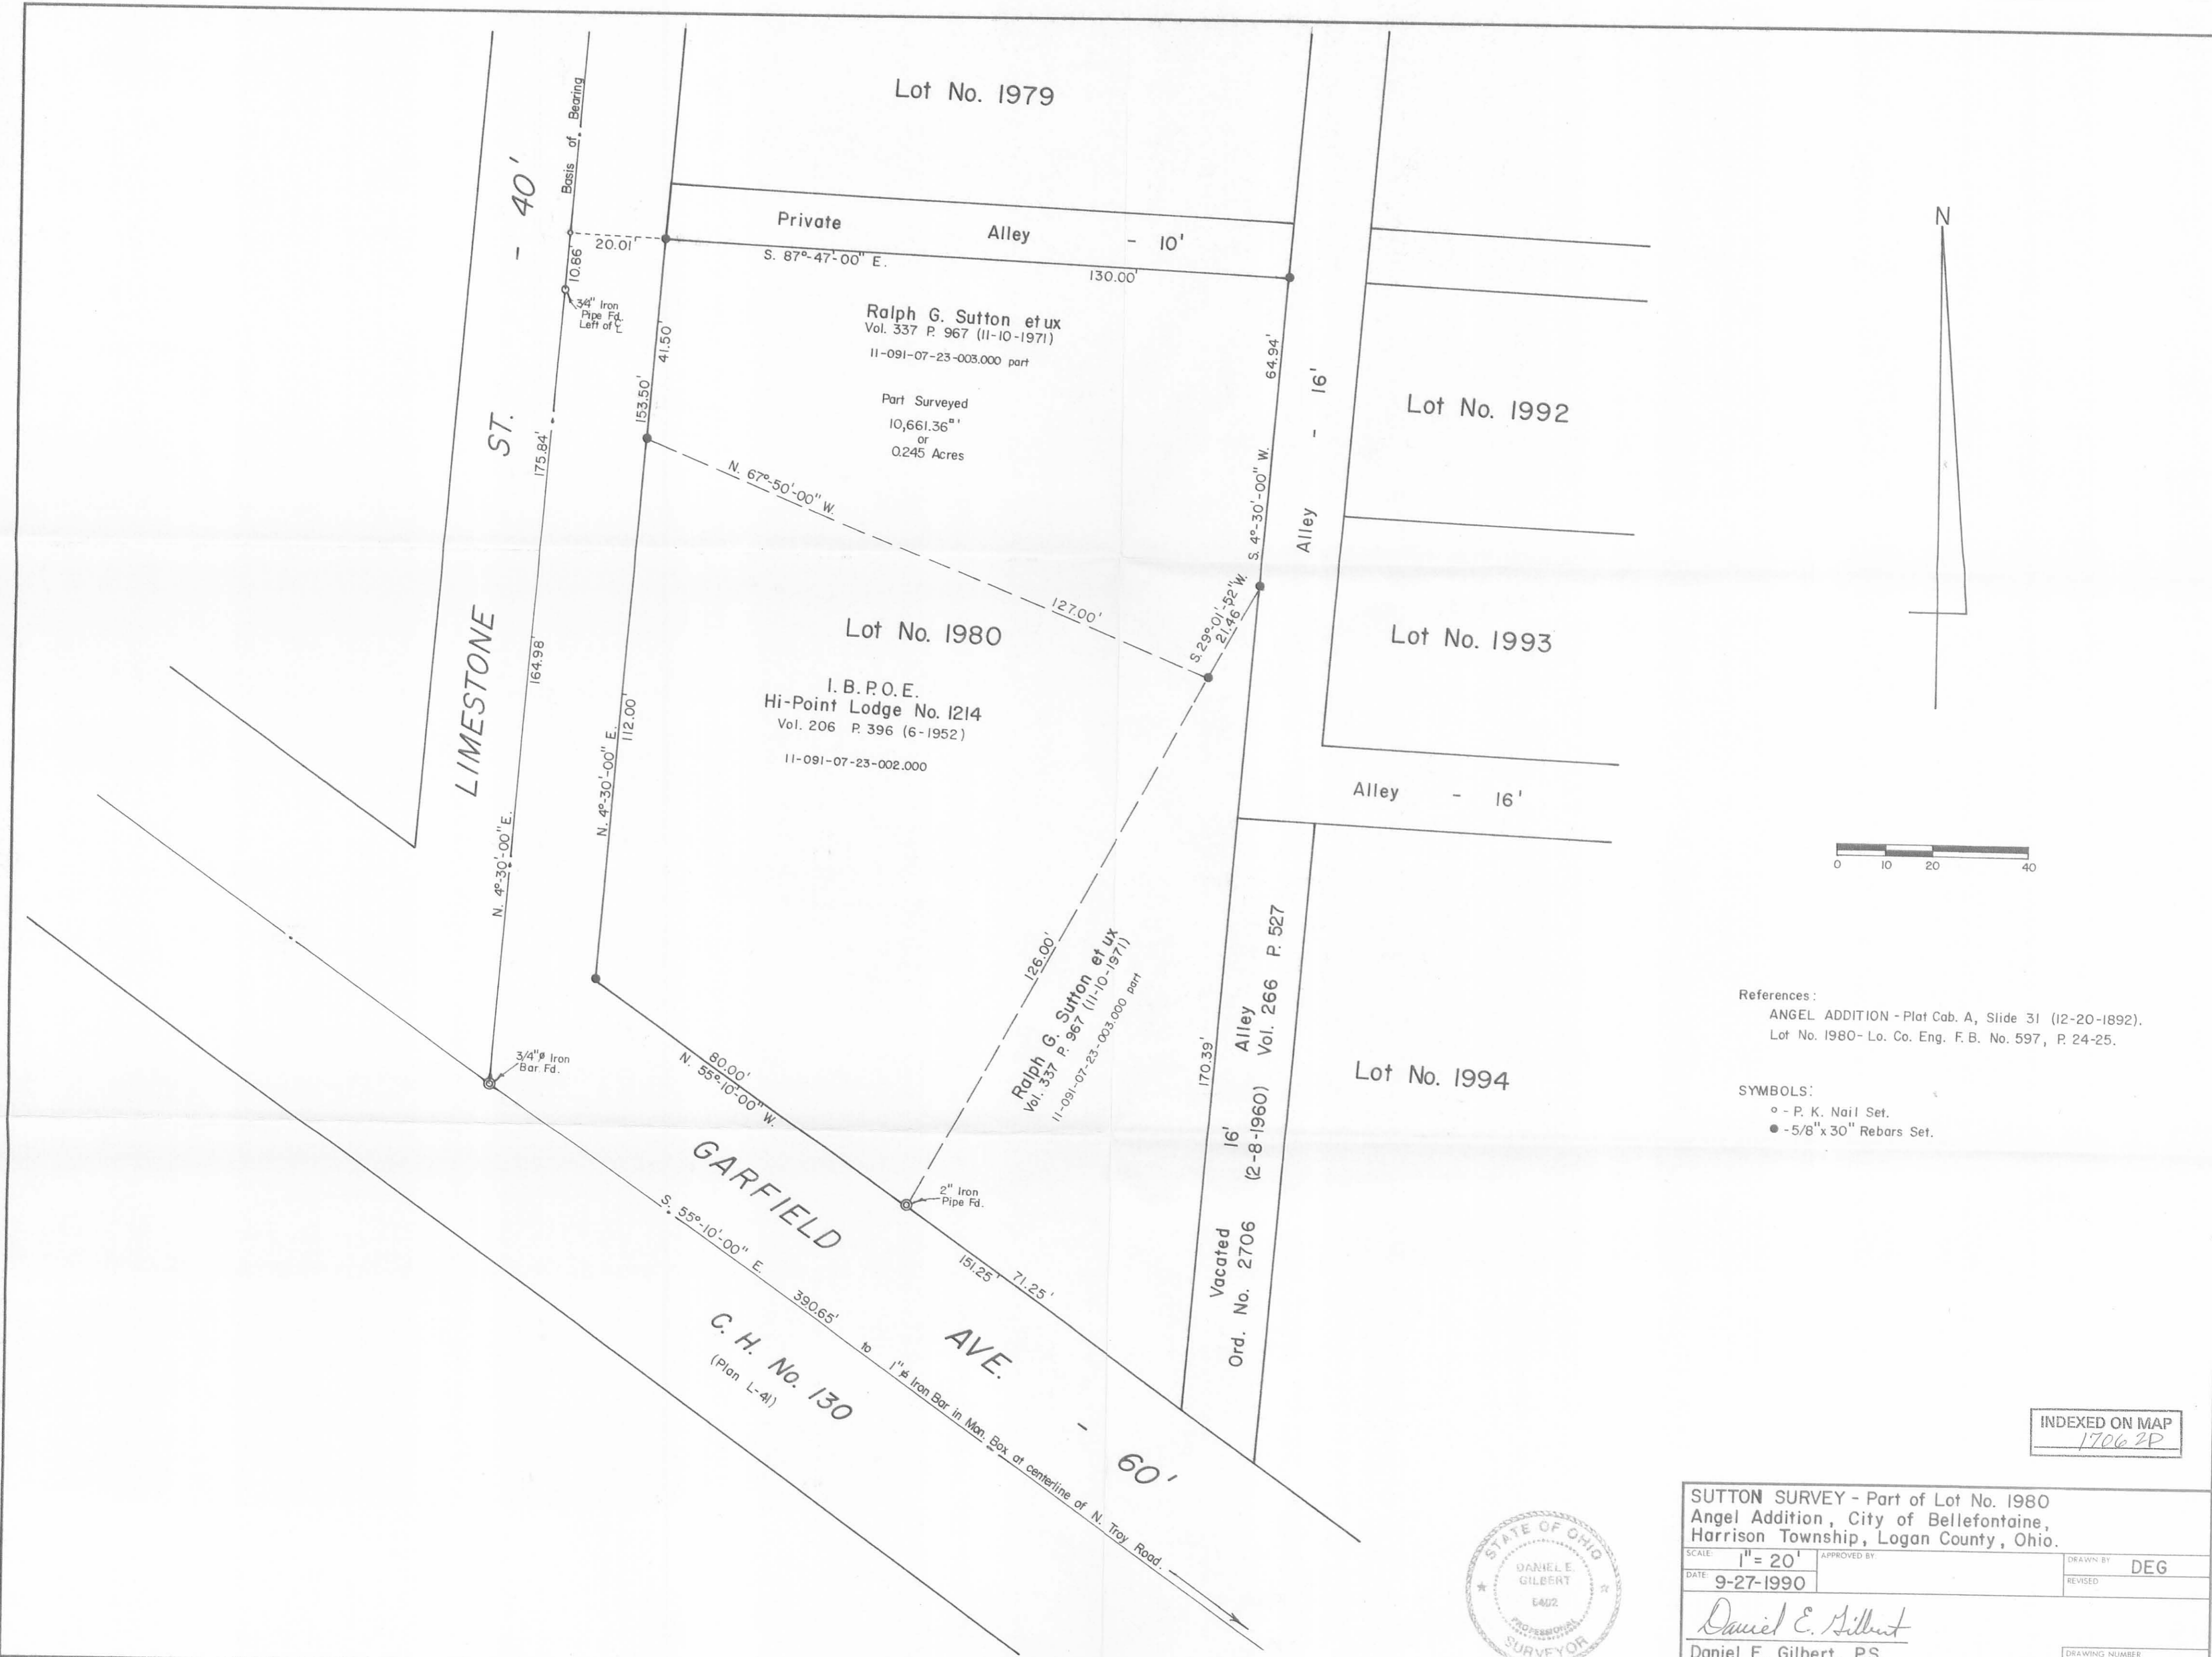 Lot No. 1979
Basis of Bearing
LIMESTONE ST. - 40'
20.01'
10.86'
3/4" Iron
Pipe Fd.
Left of ℄
Private Alley - 10'
S. 87°-47'-00" E. 130.00'
Ralph G. Sutton et ux
Vol. 337 P. 967 (11-10-1971)
11-091-07-23-003.000 part
Part Surveyed
10,661.36□'
or
0.245 Acres
41.50'
153.50'
64.94'
S. 4°-30'-00" W.
Alley - 16'
Lot No. 1992
N
175.84'
164.98'
N. 4°-30'-00" E.
N. 67°-50'-00" W.
127.00'
S. 29°-01'-52" W.
21.46'
Lot No. 1980
I. B. P. O. E.
Hi-Point Lodge No. 1214
Vol. 206 P. 396 (6-1952)
11-091-07-23-002.000
112.00'
N. 4°-30'-00" E.
Lot No. 1993
Alley - 16'
0 10 20 40
126.00'
Ralph G. Sutton et ux
Vol. 337 P. 967 (11-10-1971)
11-091-07-23-003.000 part
170.39'
Vacated 16' Alley
Ord. No. 2706 (2-8-1960) Vol. 266 P. 527
Lot No. 1994
References:
ANGEL ADDITION - Plat Cab. A, Slide 31 (12-20-1892).
Lot No. 1980 - Lo. Co. Eng. F. B. No. 597, P. 24-25.
SYMBOLS:
○ - P. K. Nail Set.
● - 5/8" x 30" Rebars Set.
3/4"ø Iron
Bar Fd.
80.00'
N. 55°-10'-00" W.
2" Iron
Pipe Fd.
151.25' 71.25'
GARFIELD AVE. - 60'
S. 55°-10'-00" E. 390.65' to 1"ø Iron Bar in Mon. Box at centerline of N. Troy Road.
C. H. No. 130
(Plan L-41)
INDEXED ON MAP
1706 2P
STATE OF OHIO
DANIEL E.
GILBERT
6402
PROFESSIONAL
SURVEYOR
SUTTON SURVEY - Part of Lot No. 1980
Angel Addition, City of Bellefontaine,
Harrison Township, Logan County, Ohio.
SCALE: 1" = 20' APPROVED BY: DRAWN BY DEG
DATE: 9-27-1990 REVISED
Daniel E. Gilbert
Daniel E. Gilbert, P.S.
DRAWING NUMBER